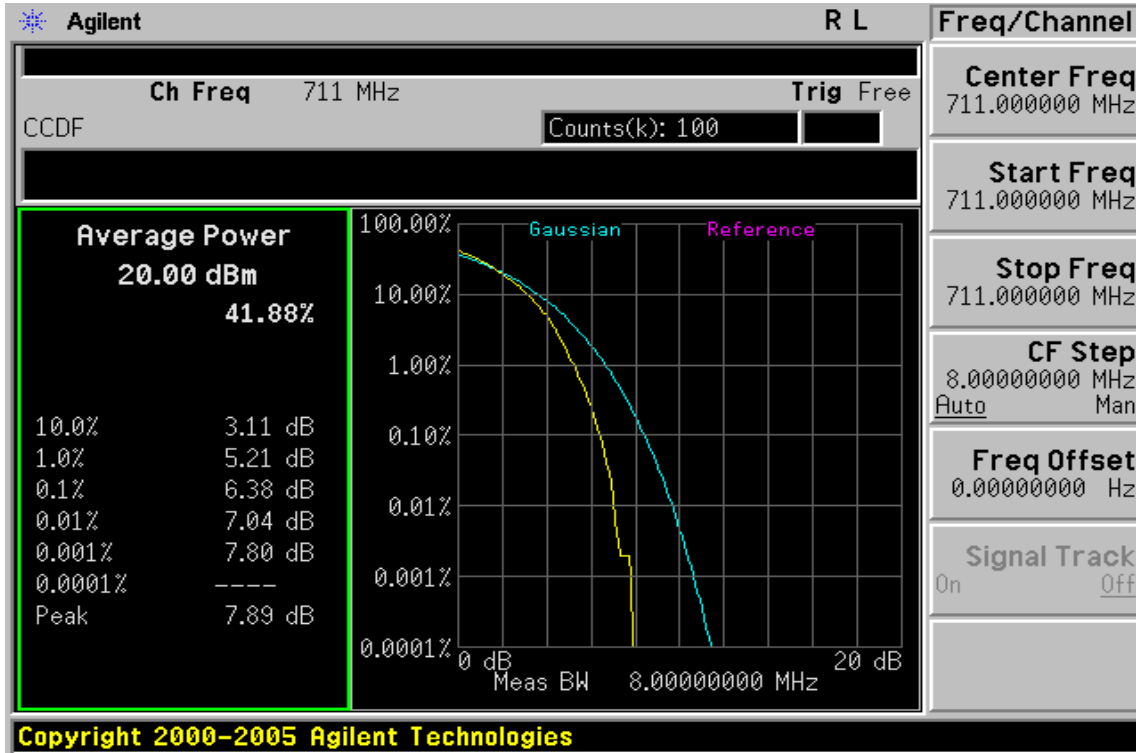 Agilent R L
Ch Freq 711 MHz Trig Free
CCDF Counts(k): 100
Average Power
20.00 dBm
41.88%
10.0% 3.11 dB
1.0% 5.21 dB
0.1% 6.38 dB
0.01% 7.04 dB
0.001% 7.80 dB
0.0001% ----
Peak 7.89 dB
Gaussian Reference
100.00%
10.00%
1.00%
0.10%
0.01%
0.001%
0.0001%
0 dB 20 dB
Meas BW 8.00000000 MHz
Freq/Channel
Center Freq
711.000000 MHz
Start Freq
711.000000 MHz
Stop Freq
711.000000 MHz
CF Step
8.00000000 MHz
Auto Man
Freq Offset
0.00000000 Hz
Signal Track
On Off
Copyright 2000-2005 Agilent Technologies